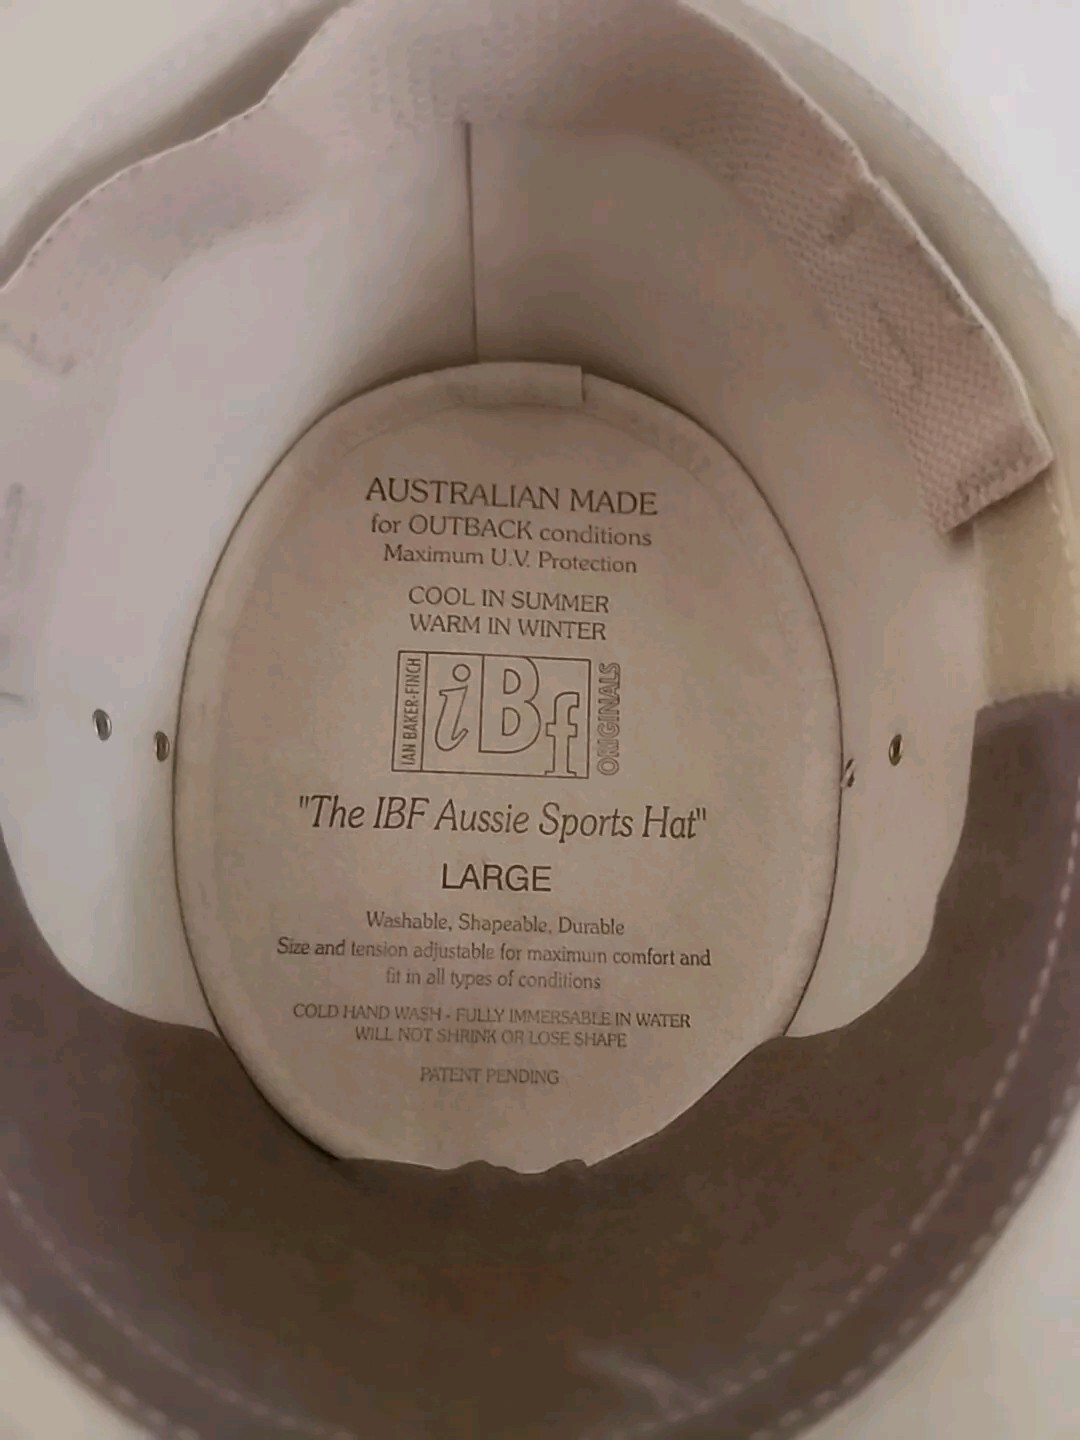 AUSTRALIAN MADE
for OUTBACK conditions
Maximum U.V. Protection
COOL IN SUMMER
WARM IN WINTER
IAN BAKER-FINCH
iBf
ORIGINALS
"The IBF Aussie Sports Hat"
LARGE
Washable, Shapeable, Durable
Size and tension adjustable for maximum comfort and
fit in all types of conditions
COLD HAND WASH - FULLY IMMERSABLE IN WATER
WILL NOT SHRINK OR LOSE SHAPE
PATENT PENDING